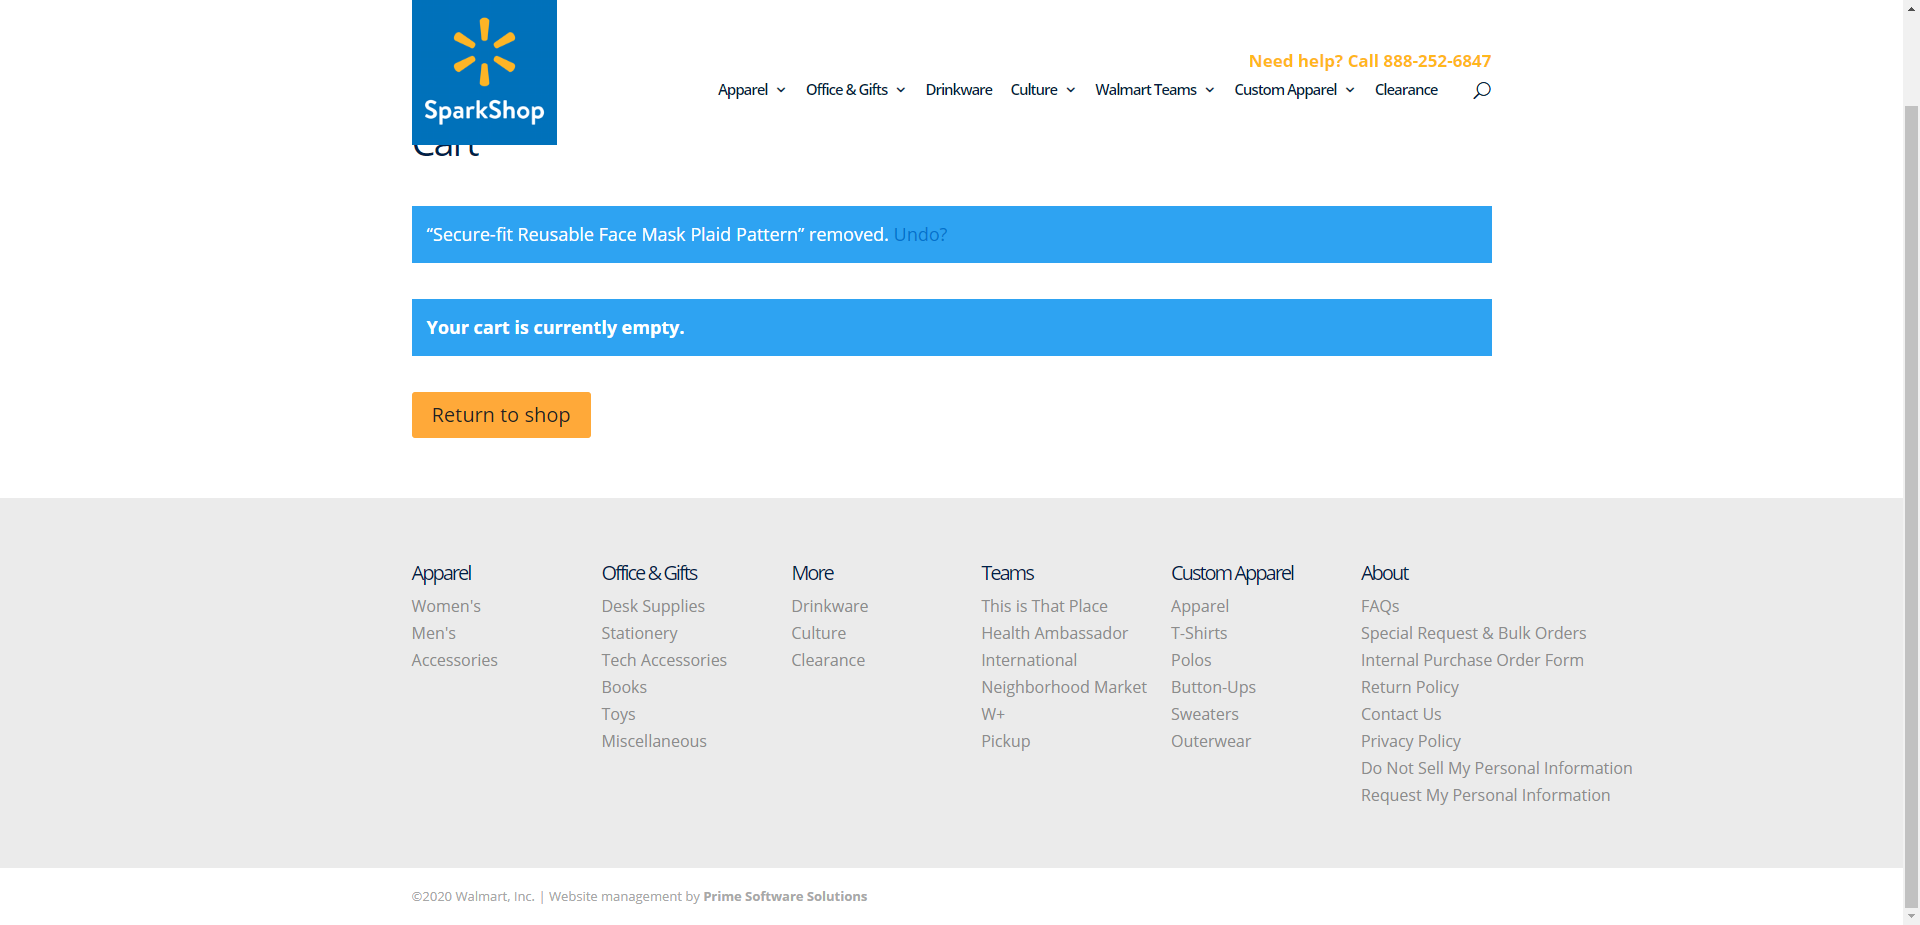 SparkShop
Need help? Call 888-252-6847
Apparel Office & Gifts Drinkware Culture Walmart Teams Custom Apparel Clearance
Cart
“Secure-fit Reusable Face Mask Plaid Pattern” removed. Undo?
Your cart is currently empty.
Return to shop
Apparel
Women's
Men's
Accessories
Office & Gifts
Desk Supplies
Stationery
Tech Accessories
Books
Toys
Miscellaneous
More
Drinkware
Culture
Clearance
Teams
This is That Place
Health Ambassador
International
Neighborhood Market
W+
Pickup
Custom Apparel
Apparel
T-Shirts
Polos
Button-Ups
Sweaters
Outerwear
About
FAQs
Special Request & Bulk Orders
Internal Purchase Order Form
Return Policy
Contact Us
Privacy Policy
Do Not Sell My Personal Information
Request My Personal Information
©2020 Walmart, Inc. | Website management by Prime Software Solutions